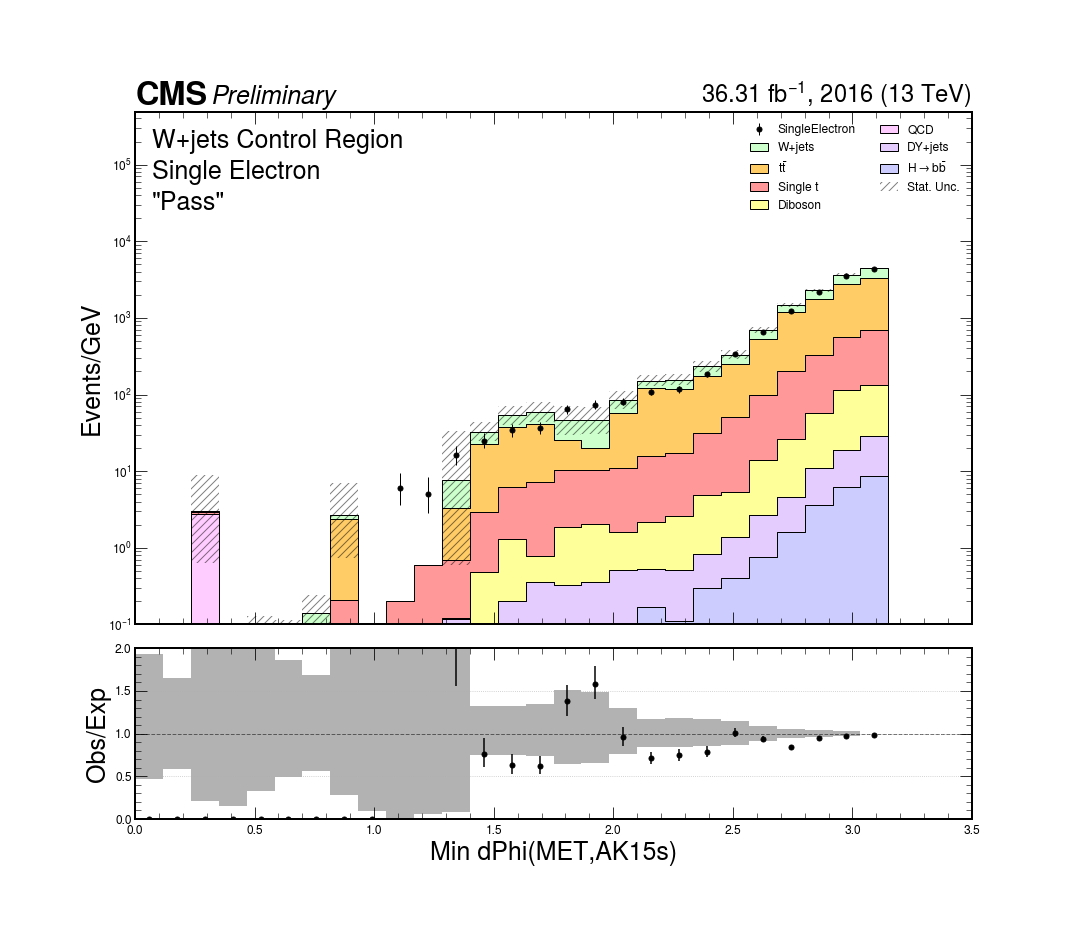 CMS Preliminary
36.31 fb⁻¹, 2016 (13 TeV)
W+jets Control Region
Single Electron
"Pass"
SingleElectron
W+jets
tt̄
Single t
Diboson
QCD
DY+jets
H→bb̄
Stat. Unc.
Events/GeV
10⁵
10⁴
10³
10²
10¹
10⁰
10⁻¹
Obs/Exp
2.0
1.5
1.0
0.5
0.0
0.0 0.5 1.0 1.5 2.0 2.5 3.0 3.5
Min dPhi(MET,AK15s)